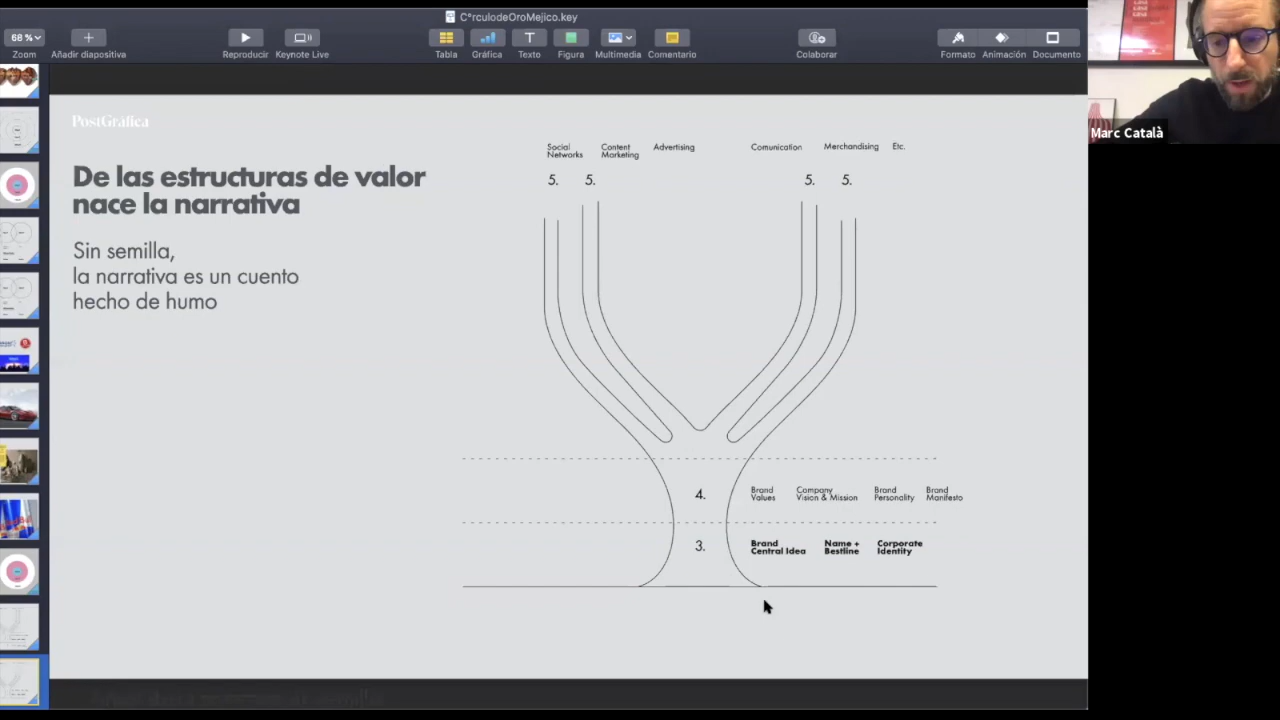 C°rculodeOroMejico.key
68 %
Zoom
Añadir diapositiva
Reproducir
Keynote Live
Tabla
Gráfica
Texto
Figura
Multimedia
Comentario
Colaborar
Formato
Animación
Documento
Marc Català
PostGráfica
De las estructuras de valor
nace la narrativa
Sin semilla,
la narrativa es un cuento
hecho de humo
Social
Networks
Content
Marketing
Advertising
Comunication
Merchandising
Etc.
5.
5.
5.
5.
4.
Brand
Values
Company
Vision & Mission
Brand
Personality
Brand
Manifesto
3.
Brand
Central Idea
Name +
Bestline
Corporate
Identity